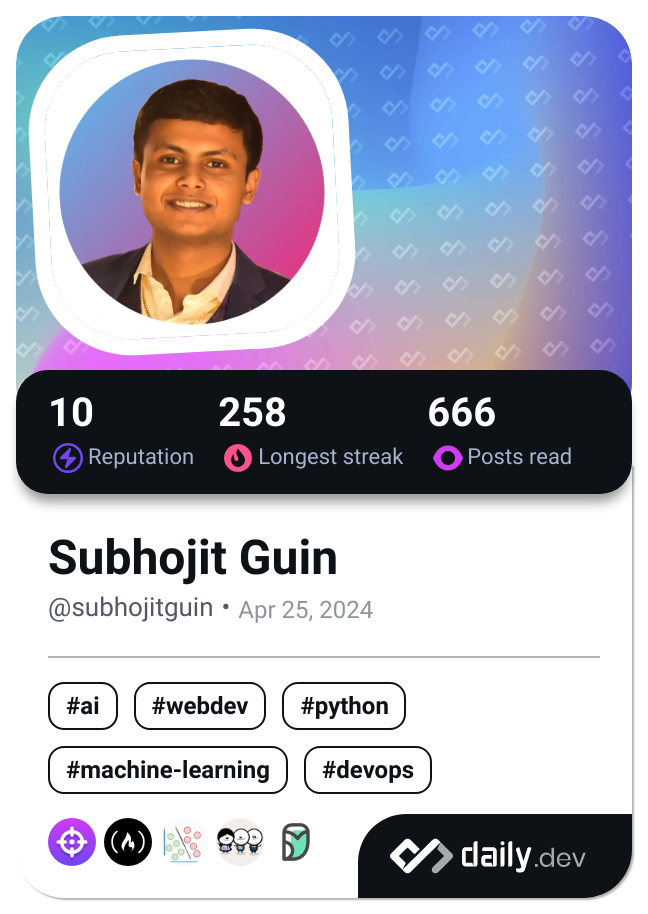 10 258 666
Reputation Longest streak Posts read
Subhojit Guin
@subhojitguin • Apr 25, 2024
#ai #webdev #python
#machine-learning #devops
daily.dev